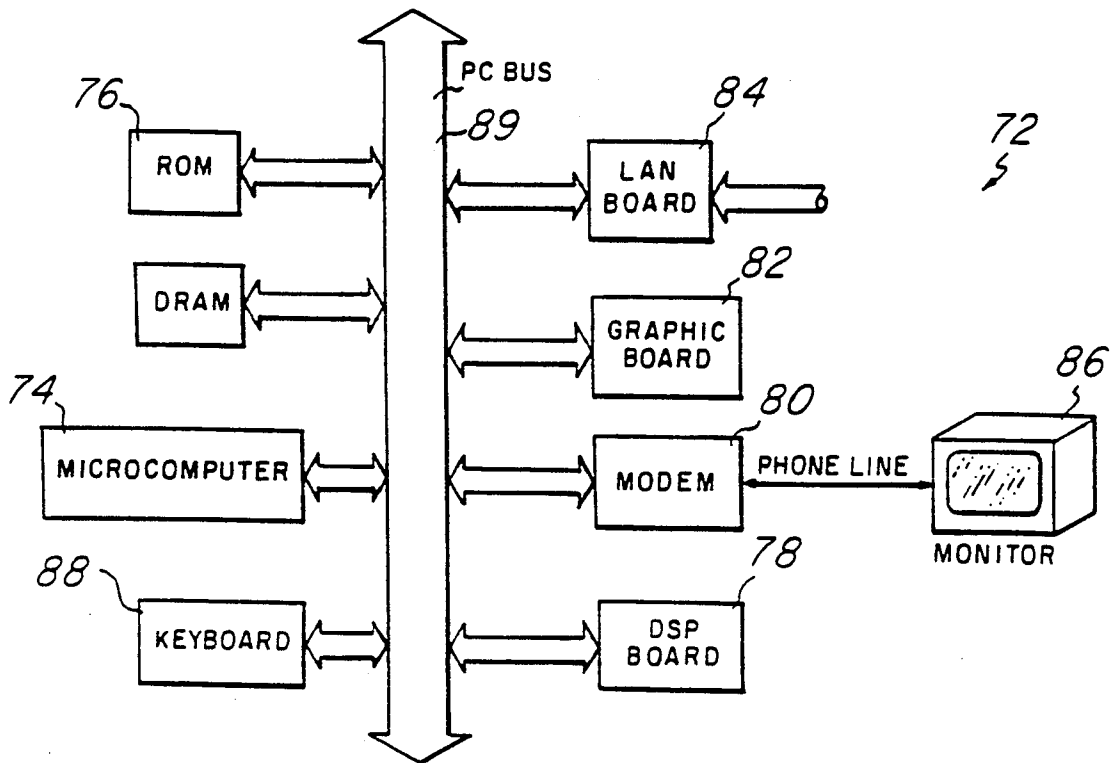 PC BUS
89
76
ROM
84
LAN
BOARD
72
DRAM
82
GRAPHIC
BOARD
74
MICROCOMPUTER
80
MODEM
PHONE LINE
86
MONITOR
88
KEYBOARD
78
DSP
BOARD